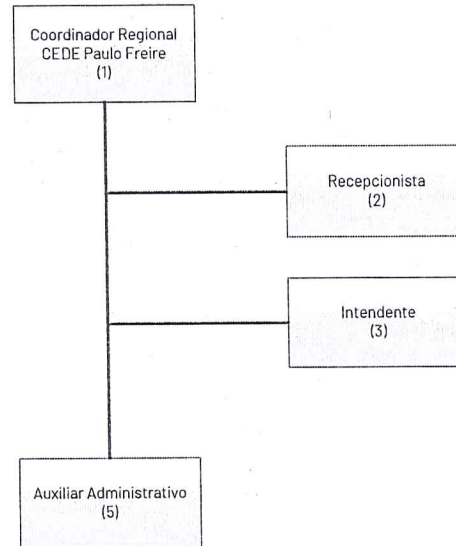 Coordinador Regional
CEDE Paulo Freire
(1)
Recepcionista
(2)
Intendente
(3)
Auxiliar Administrativo
(5)